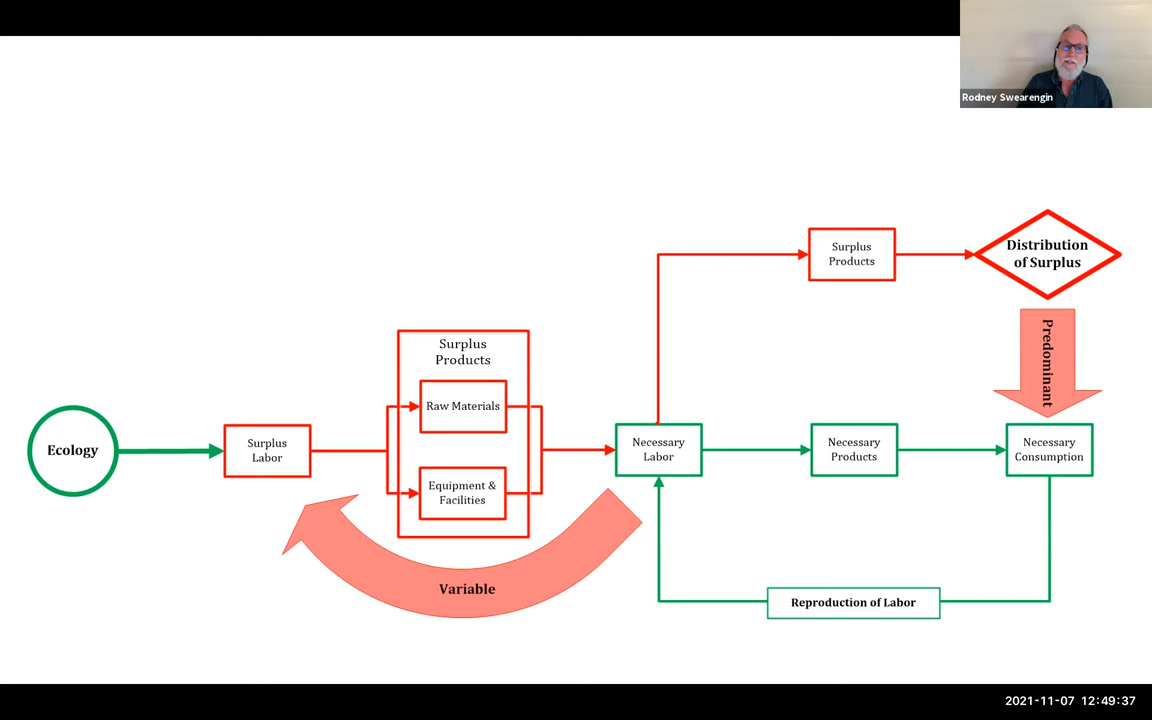 Rodney Swearengin
Surplus
Products
Distribution
of Surplus
Predominant
Surplus
Products
Raw Materials
Equipment &
Facilities
Ecology
Surplus
Labor
Necessary
Labor
Necessary
Products
Necessary
Consumption
Variable
Reproduction of Labor
2021-11-07 12:49:37